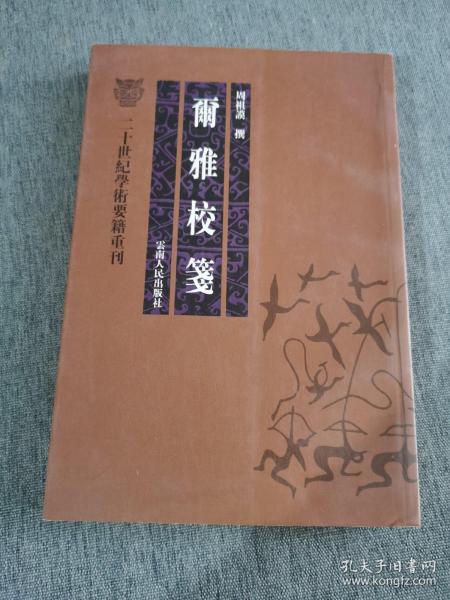 周祖謨 撰
爾雅校箋
雲南人民出版社
二十世紀學術要籍重刊
孔夫子旧书网
www.kongfz.com